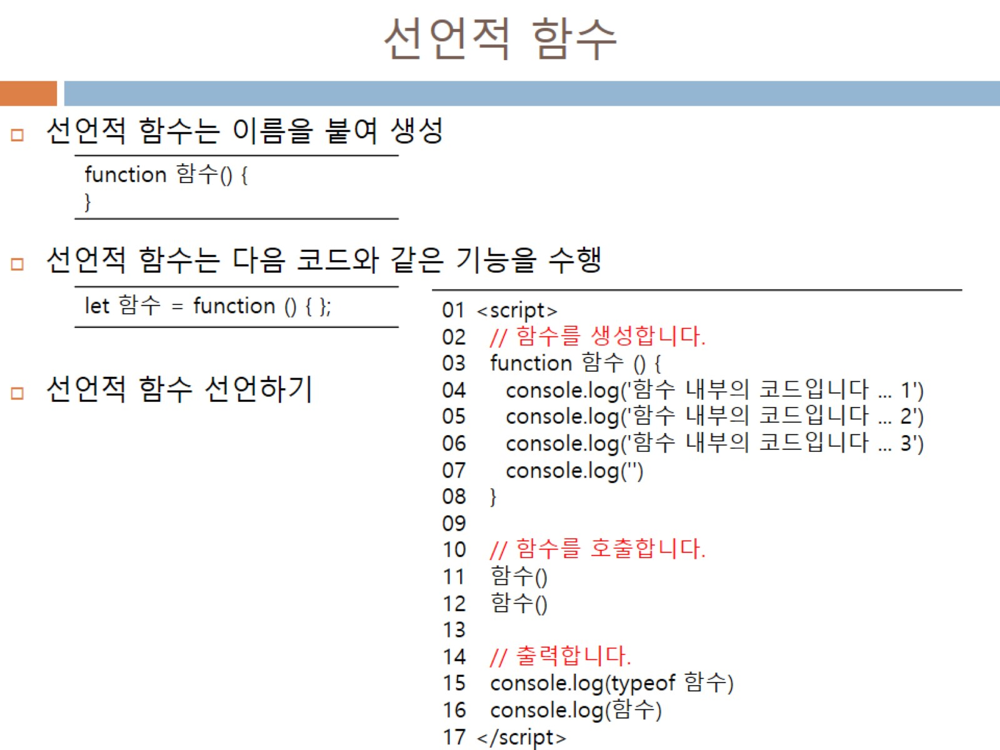 선언적 함수
선언적 함수는 이름을 붙여 생성
function 함수() {
}
선언적 함수는 다음 코드와 같은 기능을 수행
let 함수 = function () { };
선언적 함수 선언하기
01 <script>
02 // 함수를 생성합니다.
03 function 함수 () {
04 console.log('함수 내부의 코드입니다 ... 1')
05 console.log('함수 내부의 코드입니다 ... 2')
06 console.log('함수 내부의 코드입니다 ... 3')
07 console.log('')
08 }
09
10 // 함수를 호출합니다.
11 함수()
12 함수()
13
14 // 출력합니다.
15 console.log(typeof 함수)
16 console.log(함수)
17 </script>